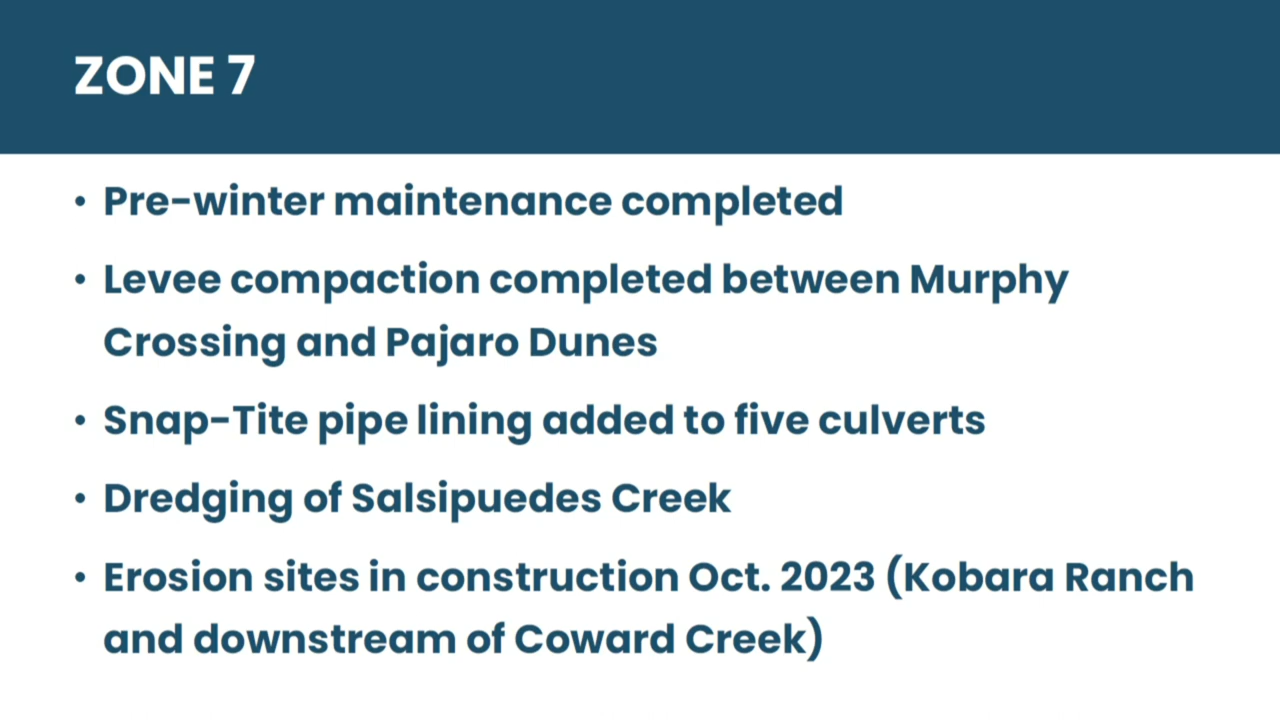 ZONE 7
• Pre-winter maintenance completed
• Levee compaction completed between Murphy
Crossing and Pajaro Dunes
• Snap-Tite pipe lining added to five culverts
• Dredging of Salsipuedes Creek
• Erosion sites in construction Oct. 2023 (Kobara Ranch
and downstream of Coward Creek)